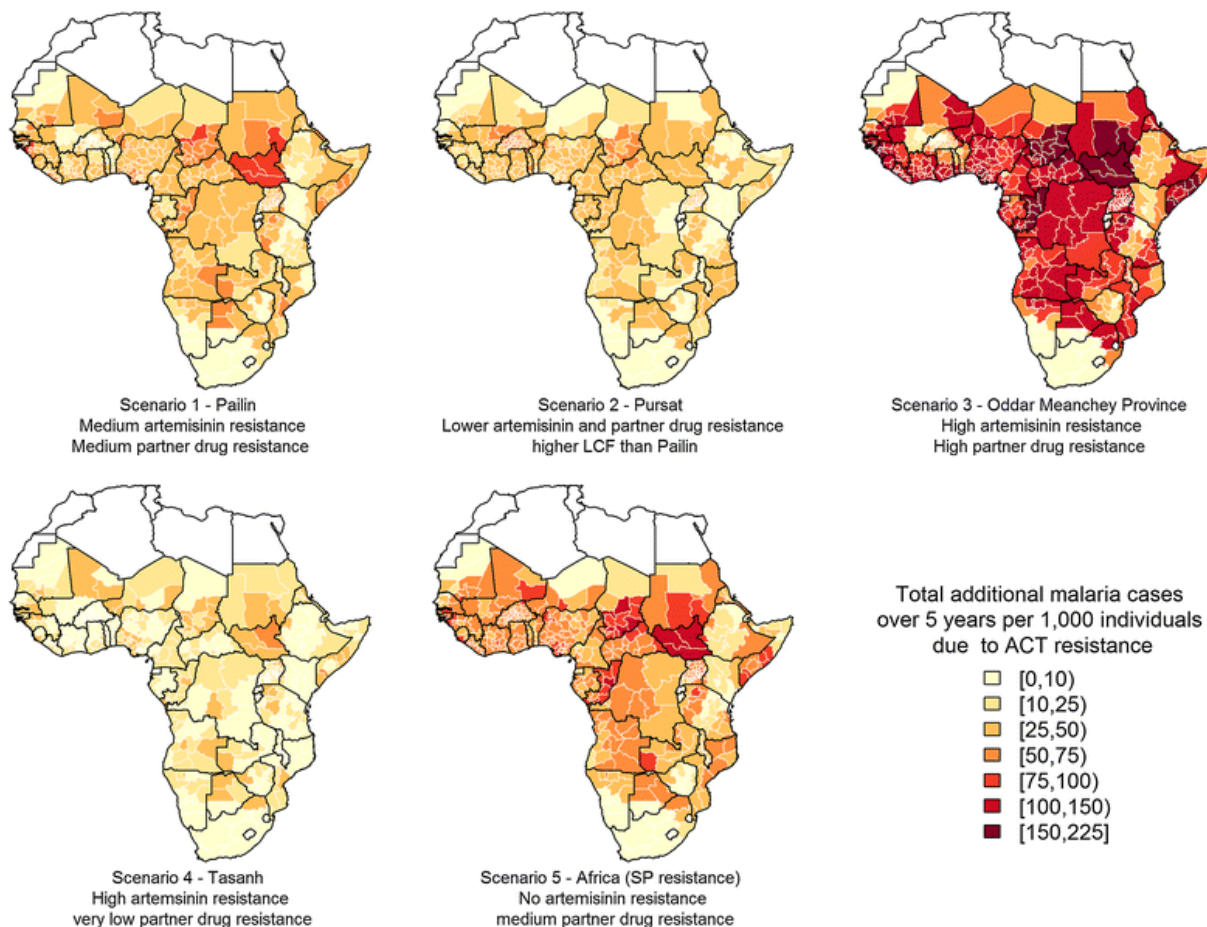 Scenario 1 - Pailin
Medium artemisinin resistance
Medium partner drug resistance
Scenario 2 - Pursat
Lower artemisinin and partner drug resistance
higher LCF than Pailin
Scenario 3 - Oddar Meanchey Province
High artemisinin resistance
High partner drug resistance
Scenario 4 - Tasanh
High artemsinin resistance
very low partner drug resistance
Scenario 5 - Africa (SP resistance)
No artemisinin resistance
medium partner drug resistance
Total additional malaria cases
over 5 years per 1,000 individuals
due to ACT resistance
[0,10)
[10,25)
[25,50)
[50,75)
[75,100)
[100,150)
[150,225]